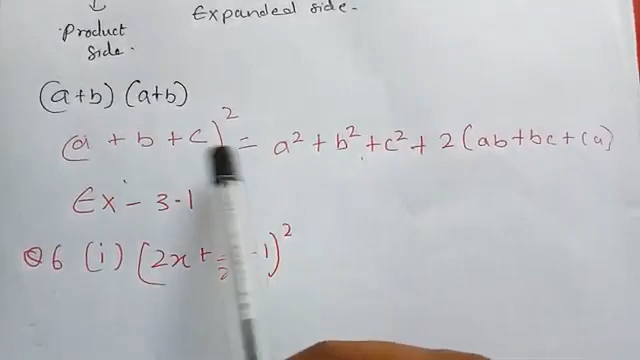 Product
side.
Expanded side.
(a+b) (a+b)
(a + b + c)² = a² + b² + c² + 2(ab+bc+ca)
Ex - 3.1
Q6 (i) (2x + -1)²